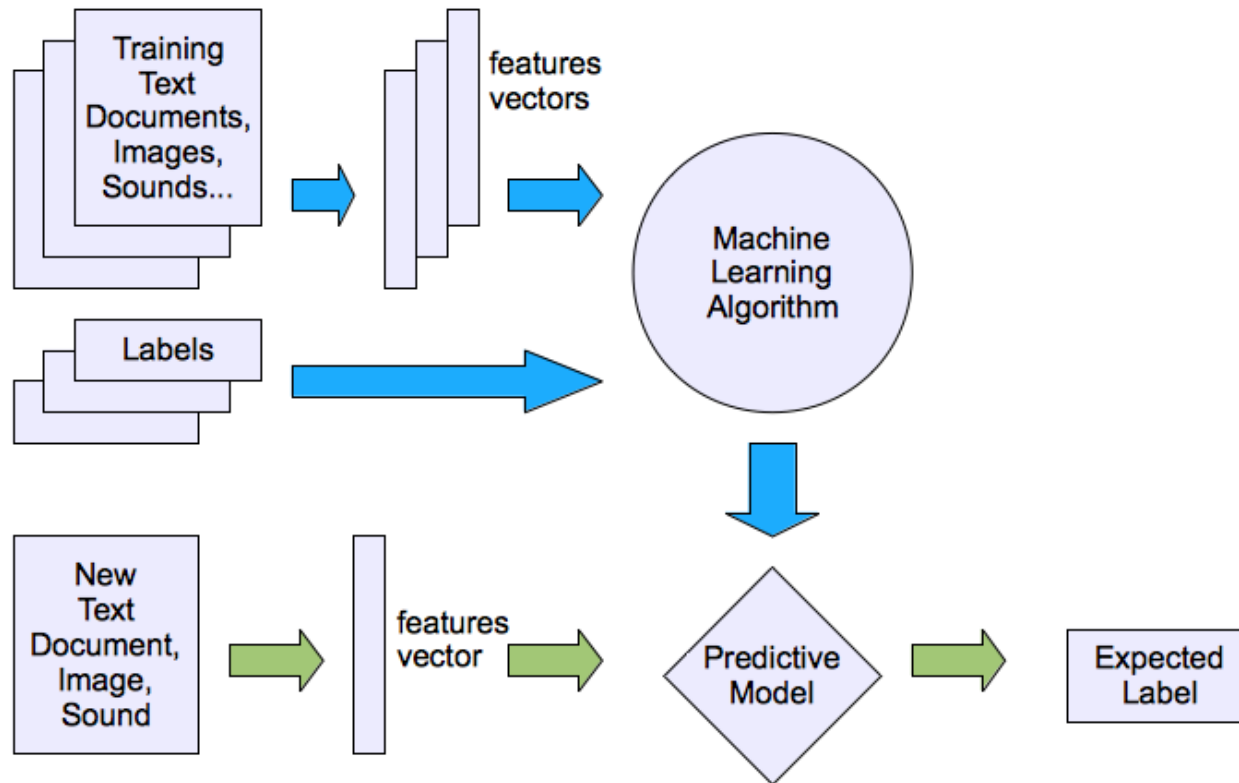 Training
Text
Documents,
Images,
Sounds...
features
vectors
Machine
Learning
Algorithm
Labels
New
Text
Document,
Image,
Sound
features
vector
Predictive
Model
Expected
Label